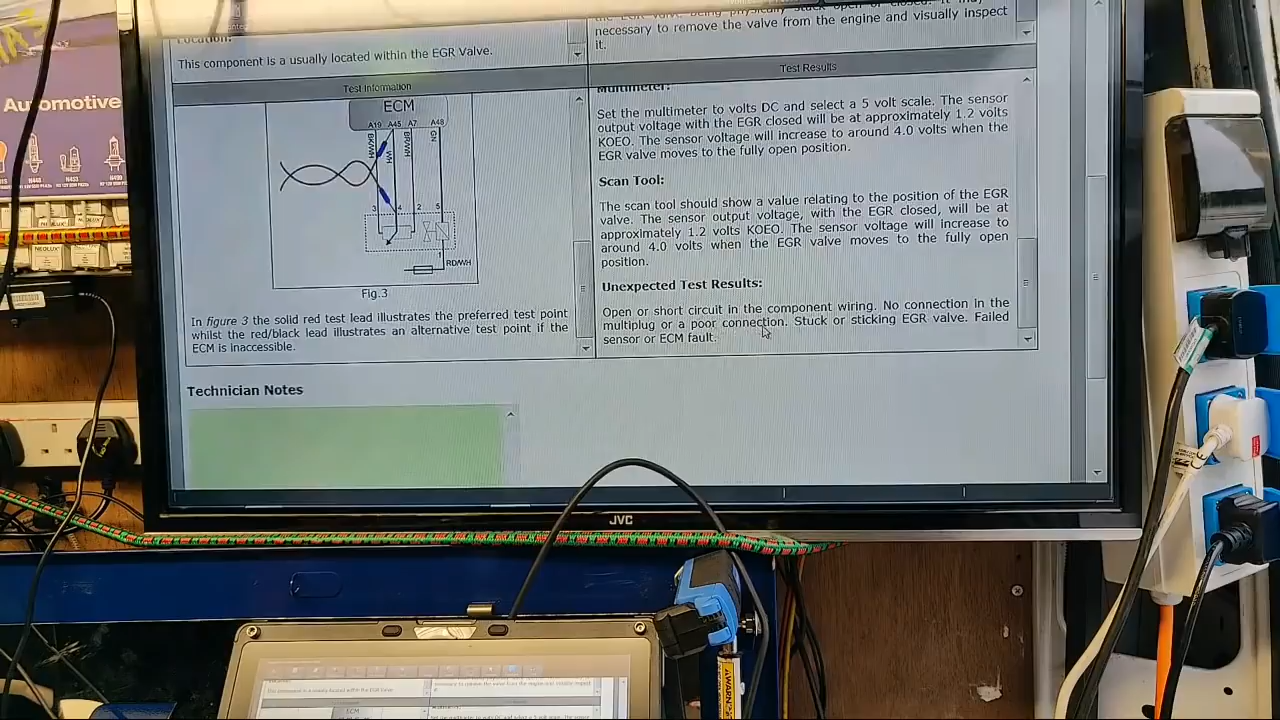 This component is a usually located within the EGR Valve.
necessary to remove the valve from the engine and visually inspect
it.
Test Information
Test Results
ECM
A19 A45 A7 A48
BK/WH
WH
BR/WH
GN
3 4 2 5
1
RD/WH
Fig.3
In figure 3 the solid red test lead illustrates the preferred test point
whilst the red/black lead illustrates an alternative test point if the
ECM is inaccessible.
Multimeter:
Set the multimeter to volts DC and select a 5 volt scale. The sensor
output voltage with the EGR closed will be at approximately 1.2 volts
KOEO. The sensor voltage will increase to around 4.0 volts when the
EGR valve moves to the fully open position.
Scan Tool:
The scan tool should show a value relating to the position of the EGR
valve. The sensor output voltage, with the EGR closed, will be at
approximately 1.2 volts KOEO. The sensor voltage will increase to
around 4.0 volts when the EGR valve moves to the fully open
position.
Unexpected Test Results:
Open or short circuit in the component wiring. No connection in the
multiplug or a poor connection. Stuck or sticking EGR valve. Failed
sensor or ECM fault.
Technician Notes
JVC
Automotive